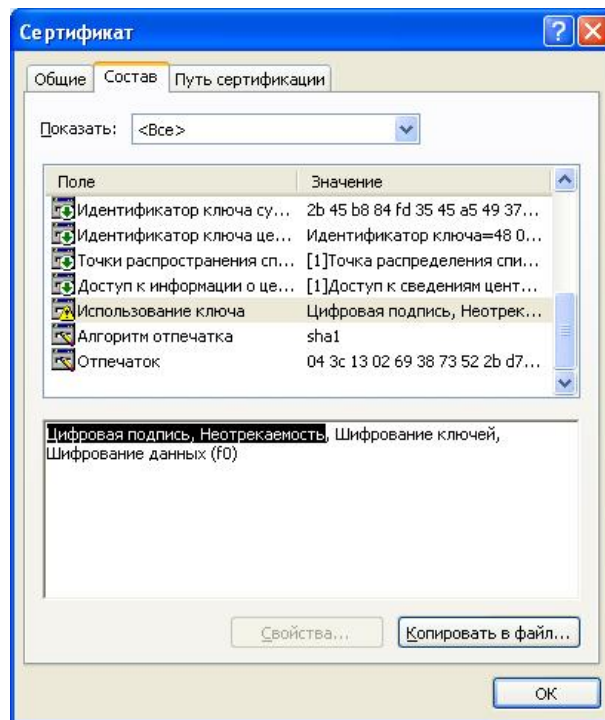 Сертификат
Общие Состав Путь сертификации
Показать: <Все>
Поле Значение
Идентификатор ключа су... 2b 45 b8 84 fd 35 45 a5 49 37...
Идентификатор ключа це... Идентификатор ключа=48 0...
Точки распространения сп... [1]Точка распределения спи...
Доступ к информации о це... [1]Доступ к сведениям цент...
Использование ключа Цифровая подпись, Неотрек...
Алгоритм отпечатка sha1
Отпечаток 04 3c 13 02 69 38 73 52 2b d7...
Цифровая подпись, Неотрекаемость, Шифрование ключей,
Шифрование данных (f0)
Свойства... Копировать в файл...
ОК